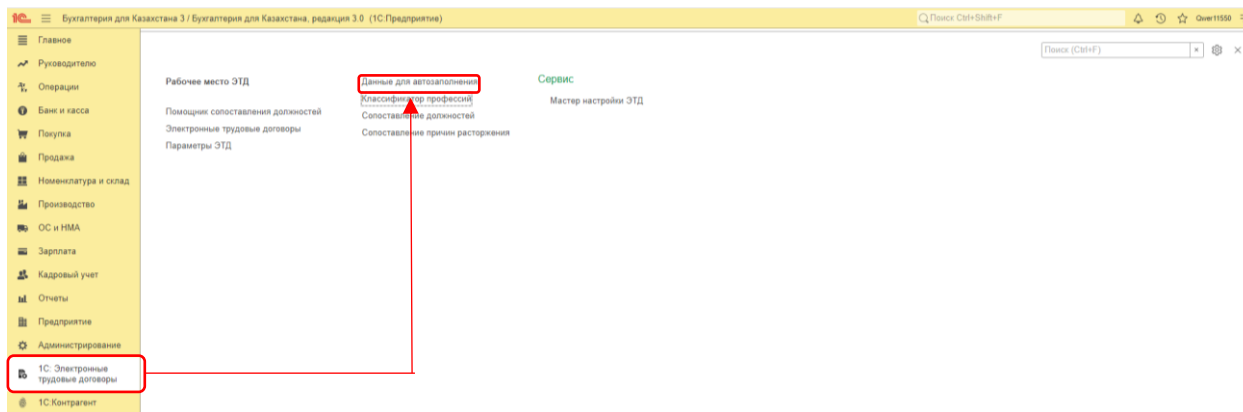 1С Бухгалтерия для Казахстана 3 / Бухгалтерия для Казахстана, редакция 3.0 (1С:Предприятие)
Поиск Ctrl+Shift+F
Qwer11550
Главное
Руководителю
Операции
Банк и касса
Покупка
Продажа
Номенклатура и склад
Производство
ОС и НМА
Зарплата
Кадровый учет
Отчеты
Предприятие
Администрирование
1С: Электронные
трудовые договоры
1С:Контрагент
Поиск (Ctrl+F)
Рабочее место ЭТД
Помощник сопоставления должностей
Электронные трудовые договоры
Параметры ЭТД
Данные для автозаполнения
Классификатор профессий
Сопоставление должностей
Сопоставление причин расторжения
Сервис
Мастер настройки ЭТД